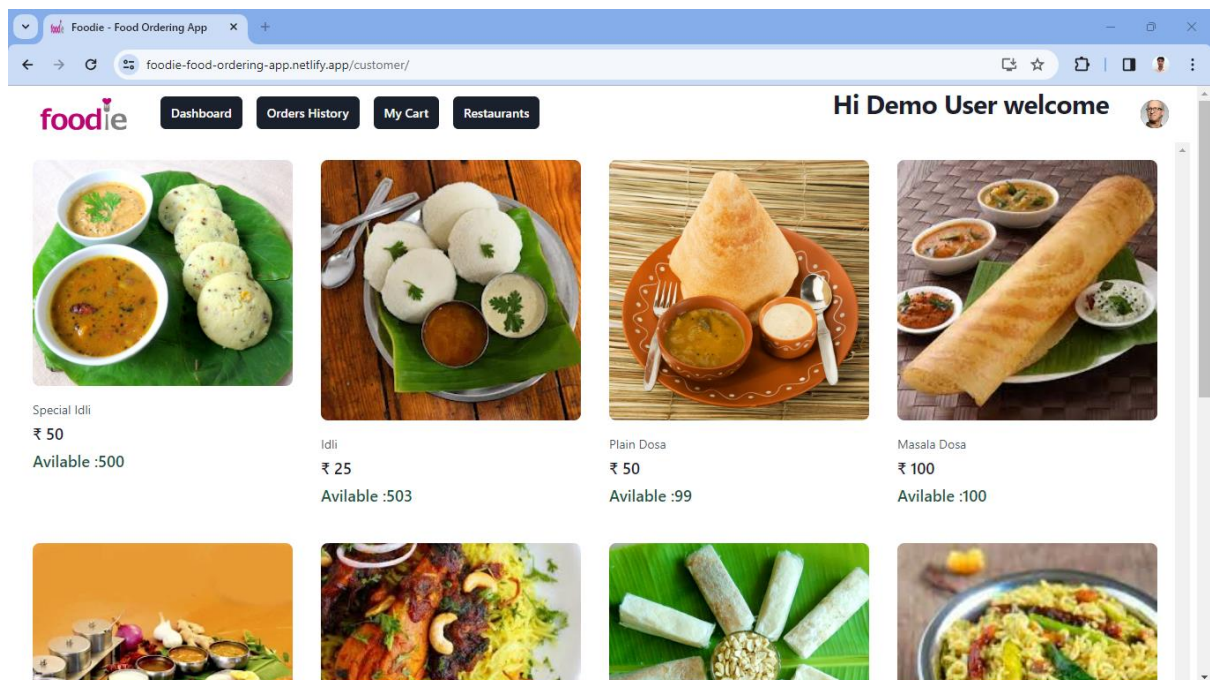 Foodie - Food Ordering App
foodie-food-ordering-app.netlify.app/customer/
foodie
Dashboard
Orders History
My Cart
Restaurants
Hi Demo User welcome
Special Idli
₹ 50
Avilable :500
Idli
₹ 25
Avilable :503
Plain Dosa
₹ 50
Avilable :99
Masala Dosa
₹ 100
Avilable :100